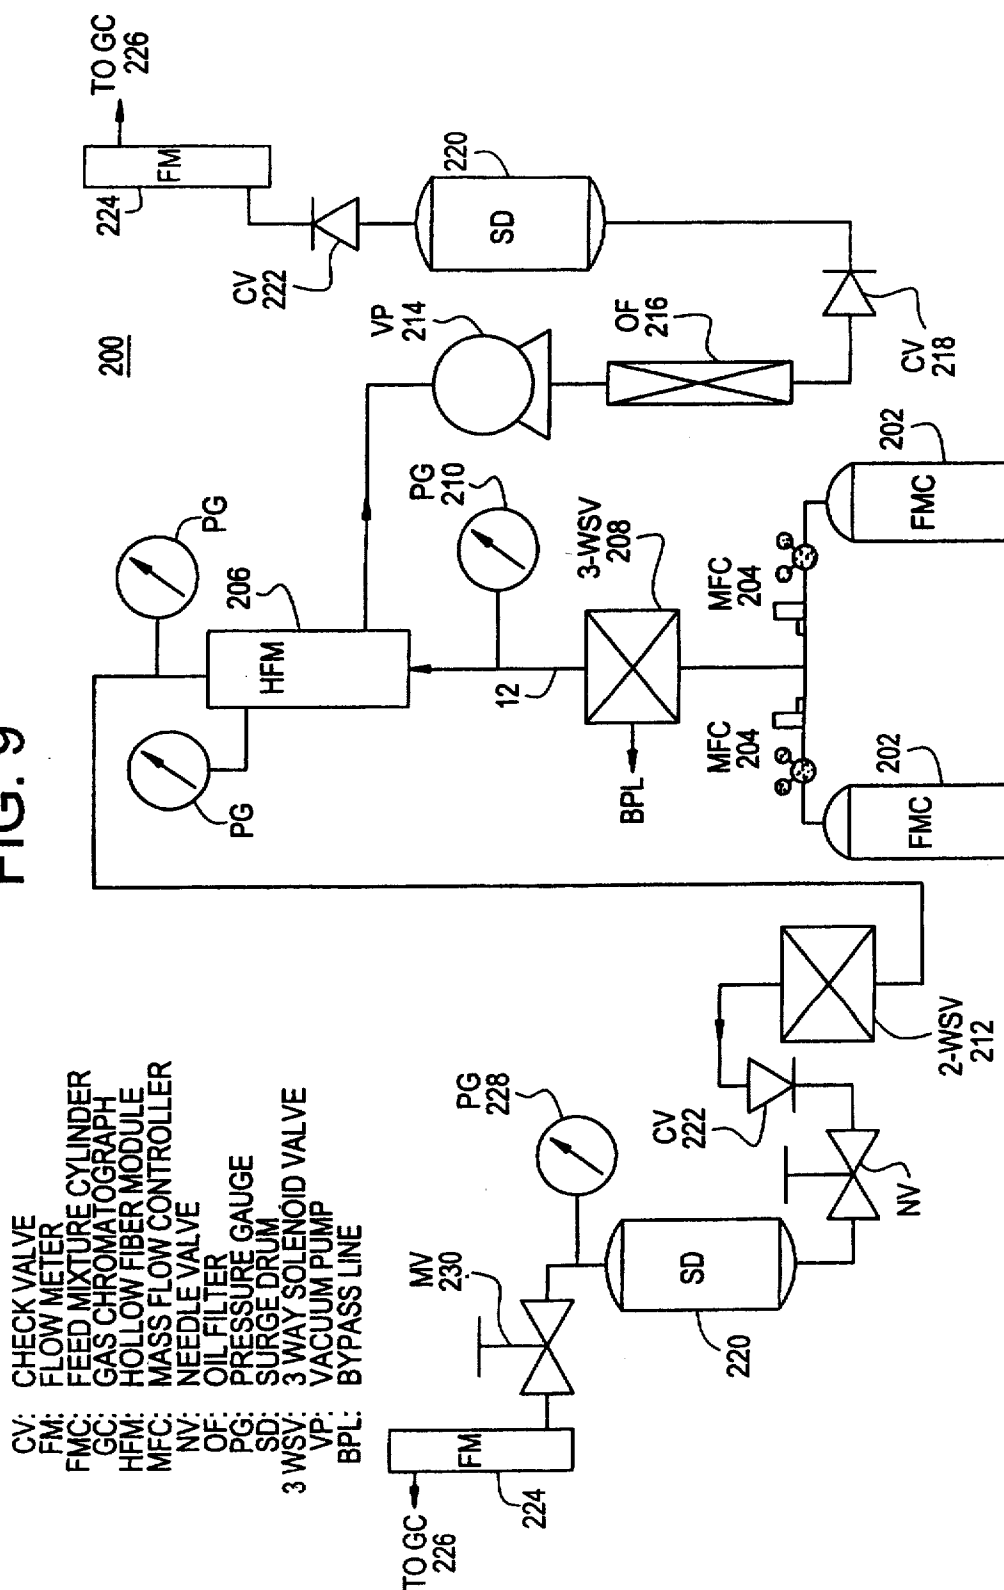 FIG. 9
CV: CHECK VALVE
FM: FLOW METER
FMC: FEED MIXTURE CYLINDER
GC: GAS CHROMATOGRAPH
HFM: HOLLOW FIBER MODULE
MFC: MASS FLOW CONTROLLER
NV: NEEDLE VALVE
OF: OIL FILTER
PG: PRESSURE GAUGE
SD: SURGE DRUM
3 WSV: 3 WAY SOLENOID VALVE
VP: VACUUM PUMP
BPL: BYPASS LINE
200
TO GC
226
FM
224
CV
222
SD
220
VP
214
OF
216
CV
218
PG
PG
HFM
206
PG
210
12
3-WSV
208
BPL
MFC
204
MFC
204
FMC
202
FMC
202
2-WSV
212
CV
222
NV
PG
228
SD
220
MV
230
FM
224
TO GC
226